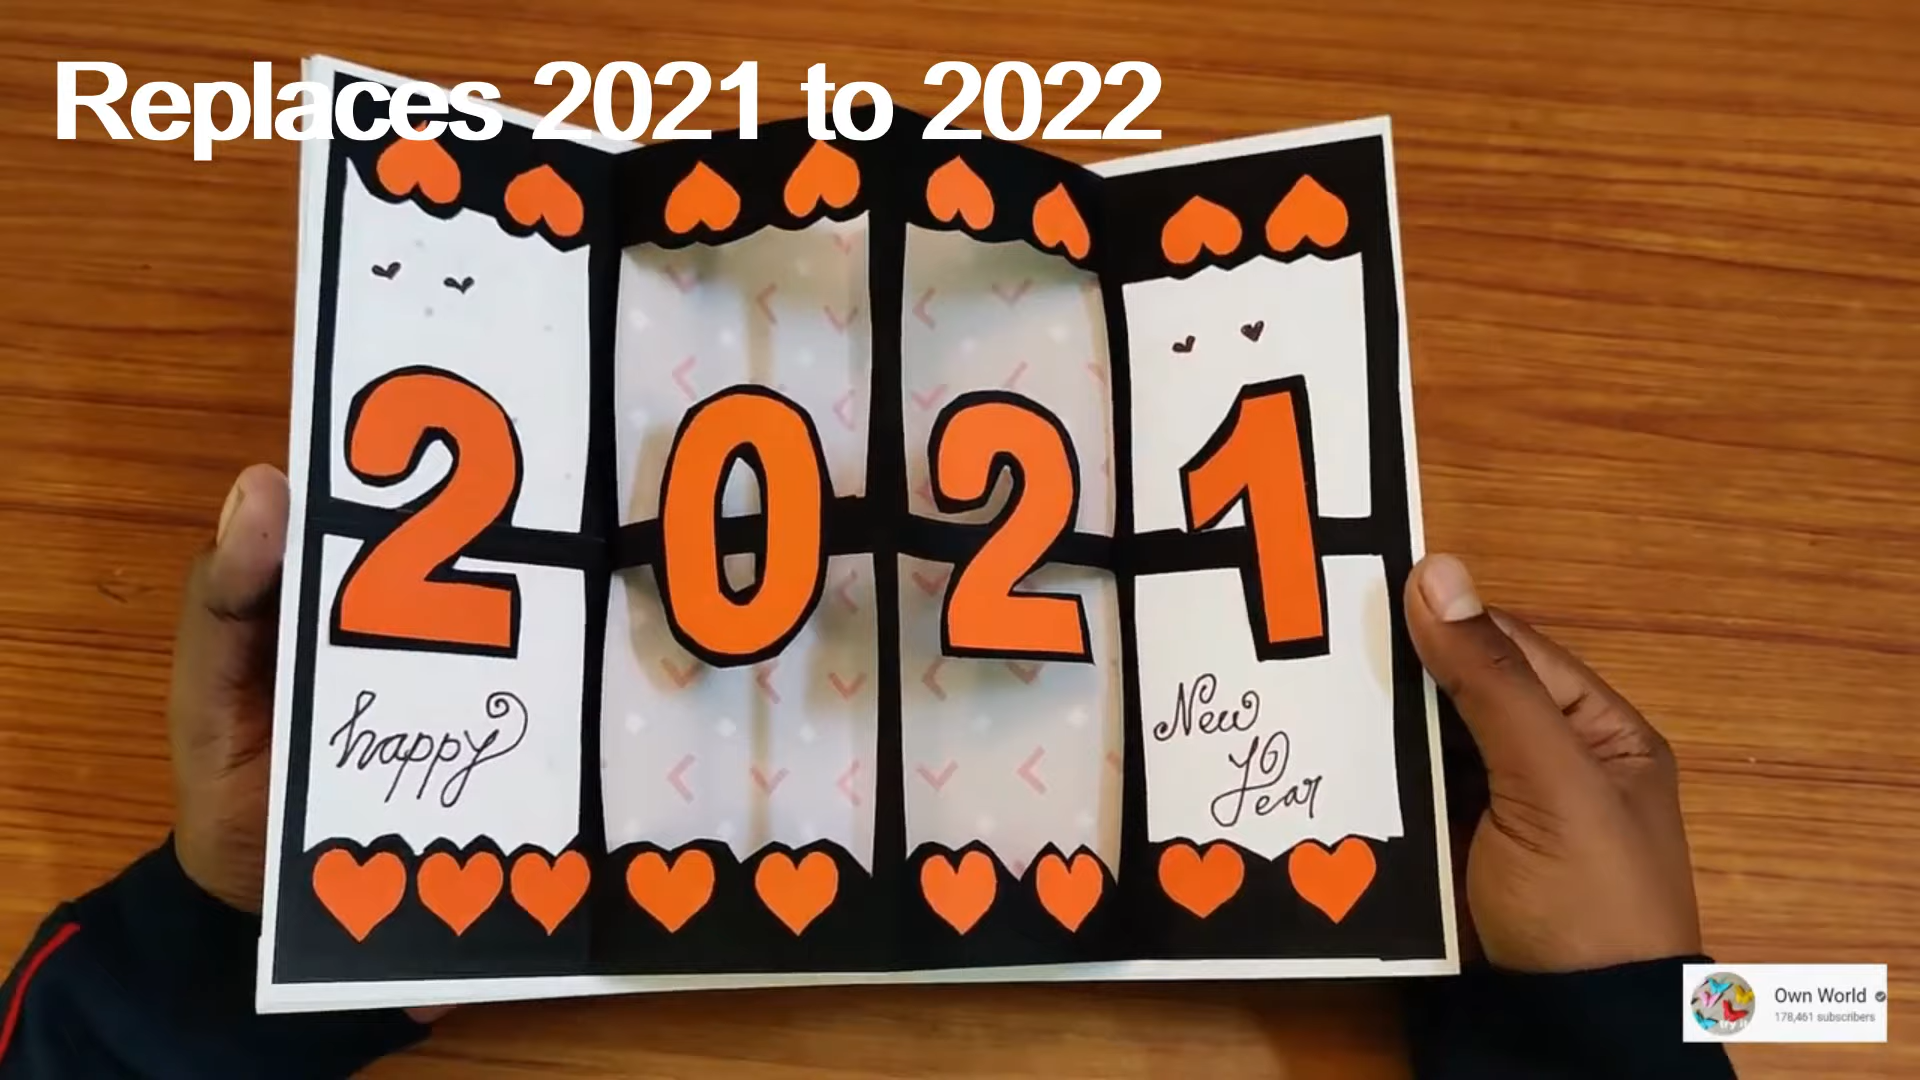 Replaces 2021 to 2022
2021
happy
New
Year
Own World
178,461 subscribers